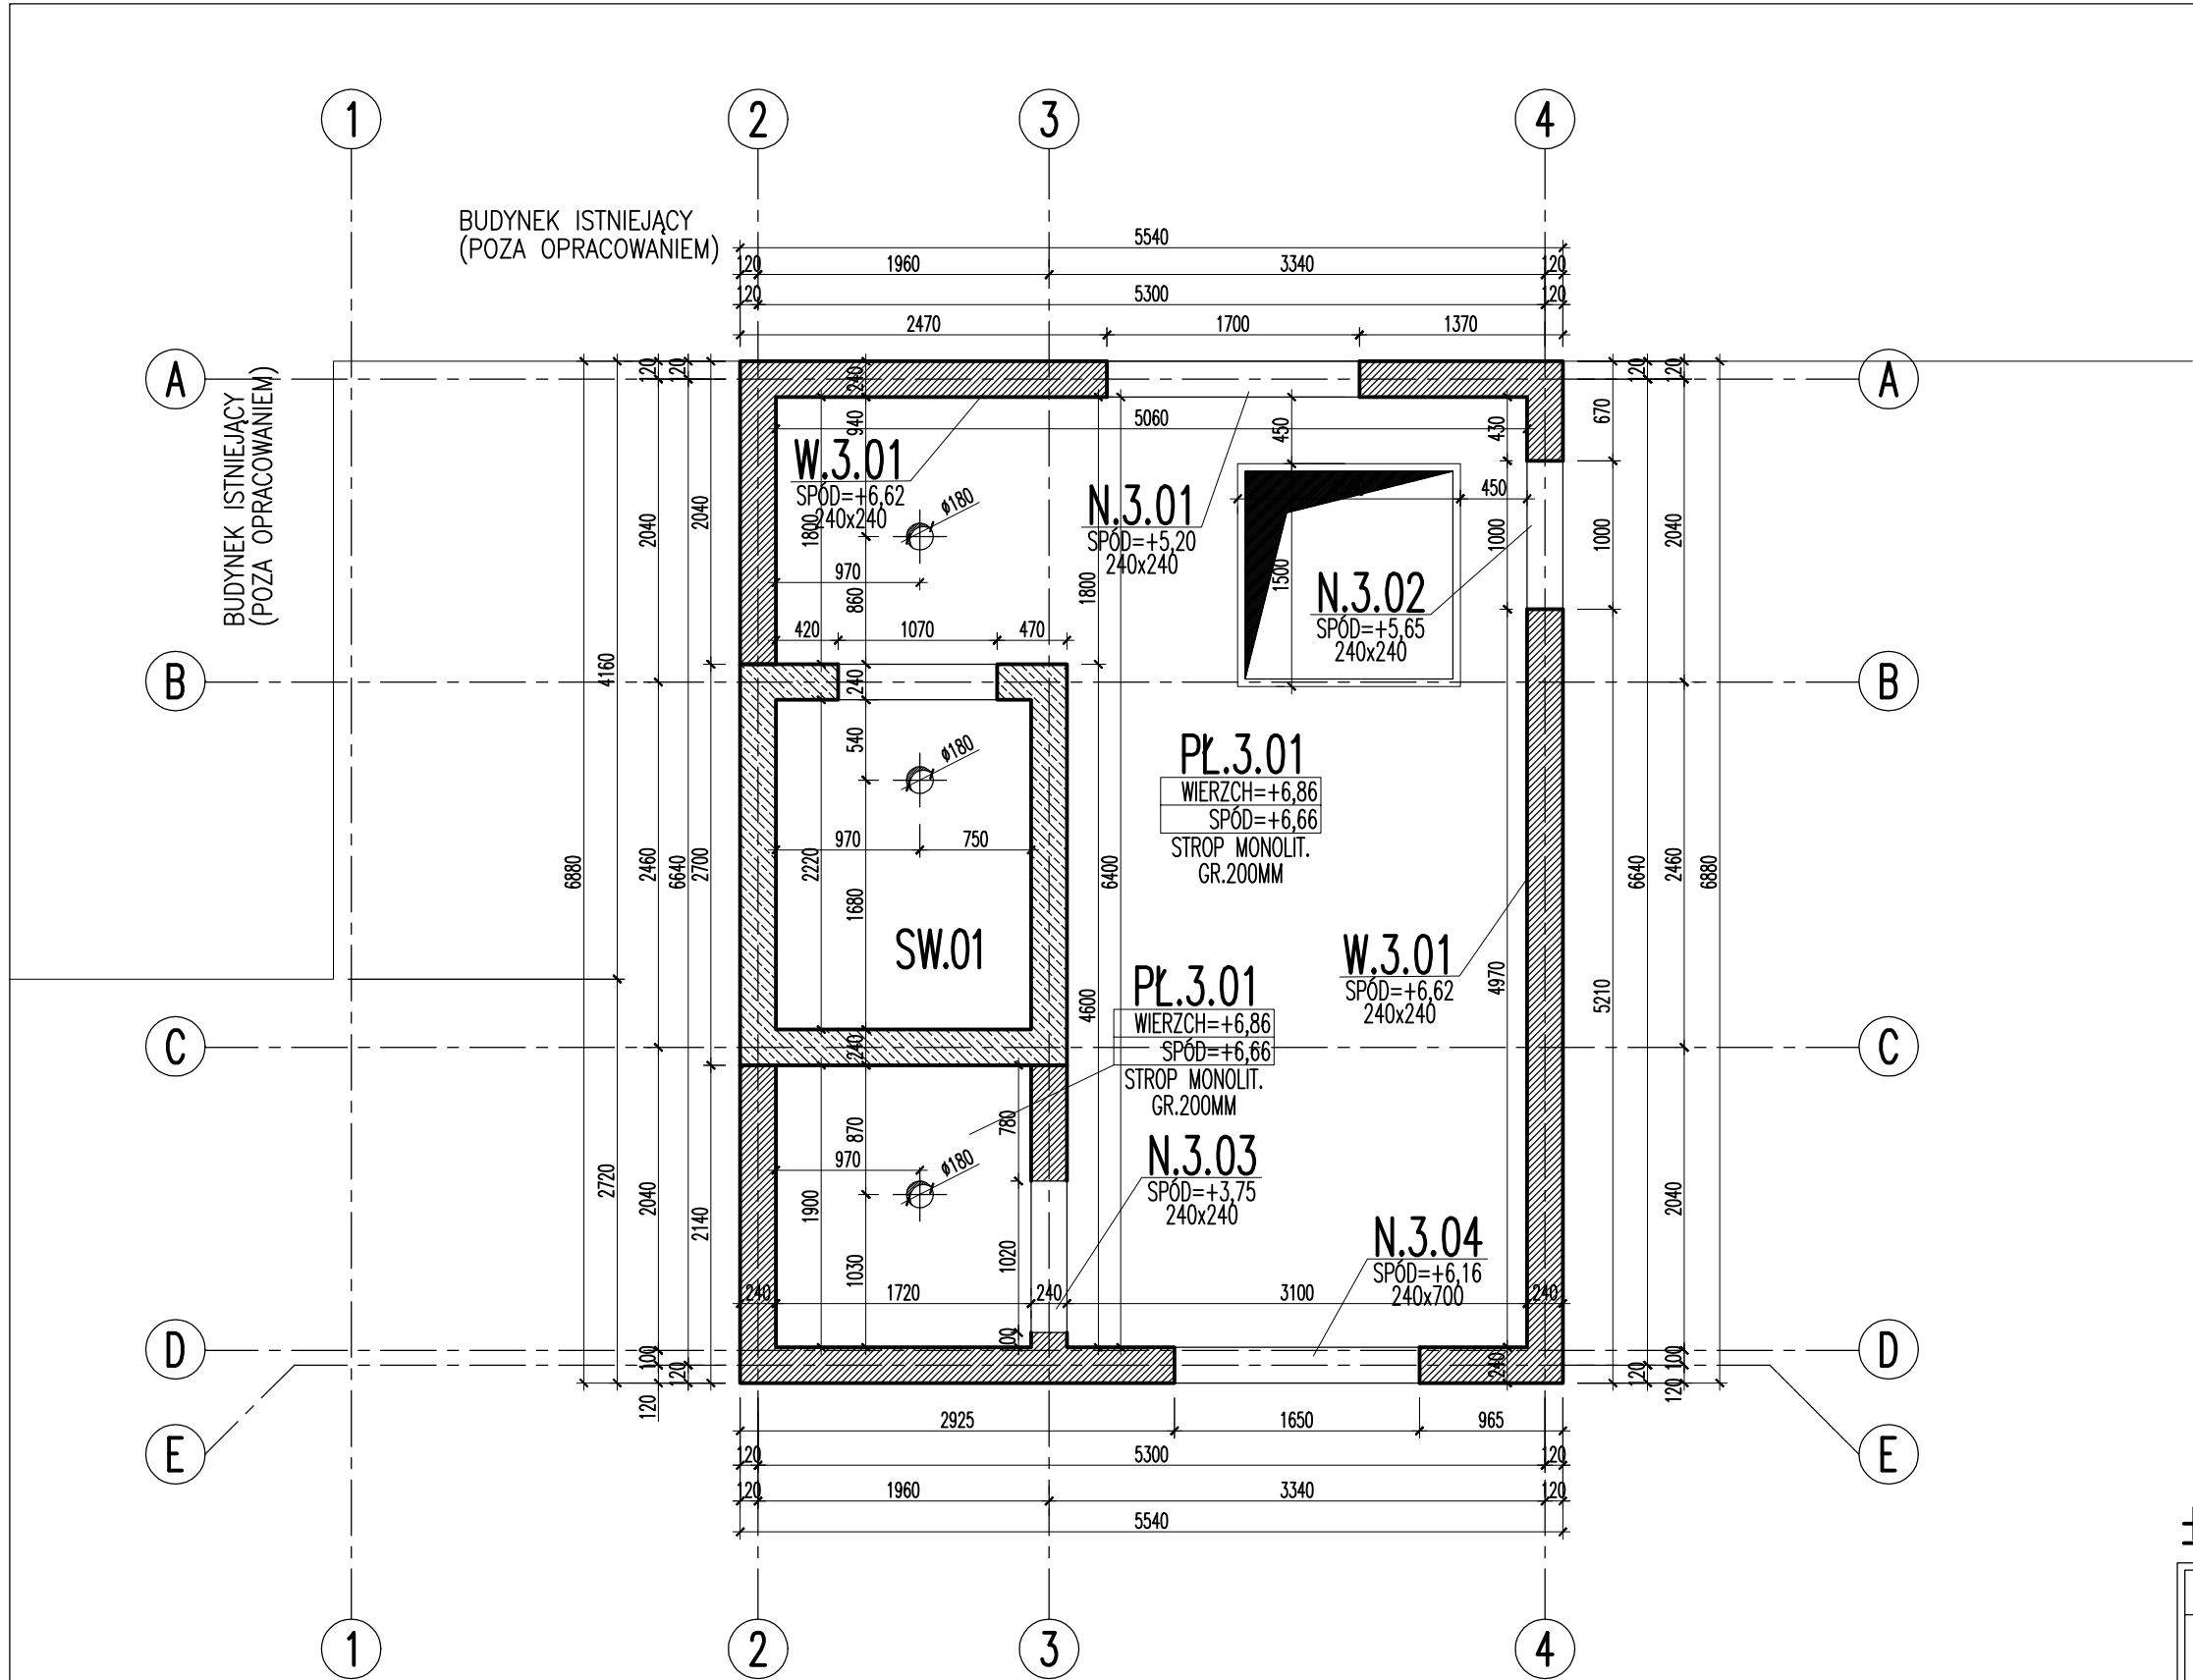 1
2
3
4
BUDYNEK ISTNIEJĄCY
(POZA OPRACOWANIEM)
5540
120
1960
3340
120
120
5300
120
2470
1700
1370
A
A
BUDYNEK ISTNIEJĄCY
(POZA OPRACOWANIEM)
120
120
240
120
120
940
5060
450
430
670
W.3.01
SPÓD=+6,62
240x240
1800
ø180
N.3.01
SPÓD=+5,20
240x240
450
2040
2040
1000
1000
2040
970
860
1800
1500
N.3.02
SPÓD=+5,65
240x240
420
1070
470
4160
B
B
240
540
ø180
PŁ.3.01
WIERZCH=+6,86
SPÓD=+6,66
STROP MONOLIT.
GR.200MM
970
750
6880
2460
6640
2700
2220
1680
6400
6640
2460
6880
SW.01
W.3.01
SPÓD=+6,62
240x240
4970
5210
PŁ.3.01
WIERZCH=+6,86
SPÓD=+6,66
STROP MONOLIT.
GR.200MM
4600
C
C
240
870
780
970
ø180
N.3.03
SPÓD=+3,75
240x240
2720
2040
2140
1900
1030
1020
2040
N.3.04
SPÓD=+6,16
240x700
240
1720
240
3100
240
D
D
100
120
120
240
120
100
120
E
E
2925
1650
965
120
5300
120
120
1960
3340
120
5540
1
2
3
4